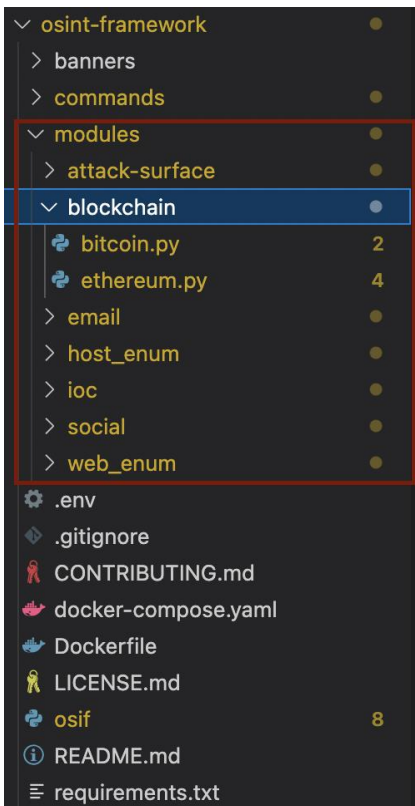 osint-framework
banners
commands
modules
attack-surface
blockchain
bitcoin.py 2
ethereum.py 4
email
host_enum
ioc
social
web_enum
.env
.gitignore
CONTRIBUTING.md
docker-compose.yaml
Dockerfile
LICENSE.md
osif 8
README.md
requirements.txt